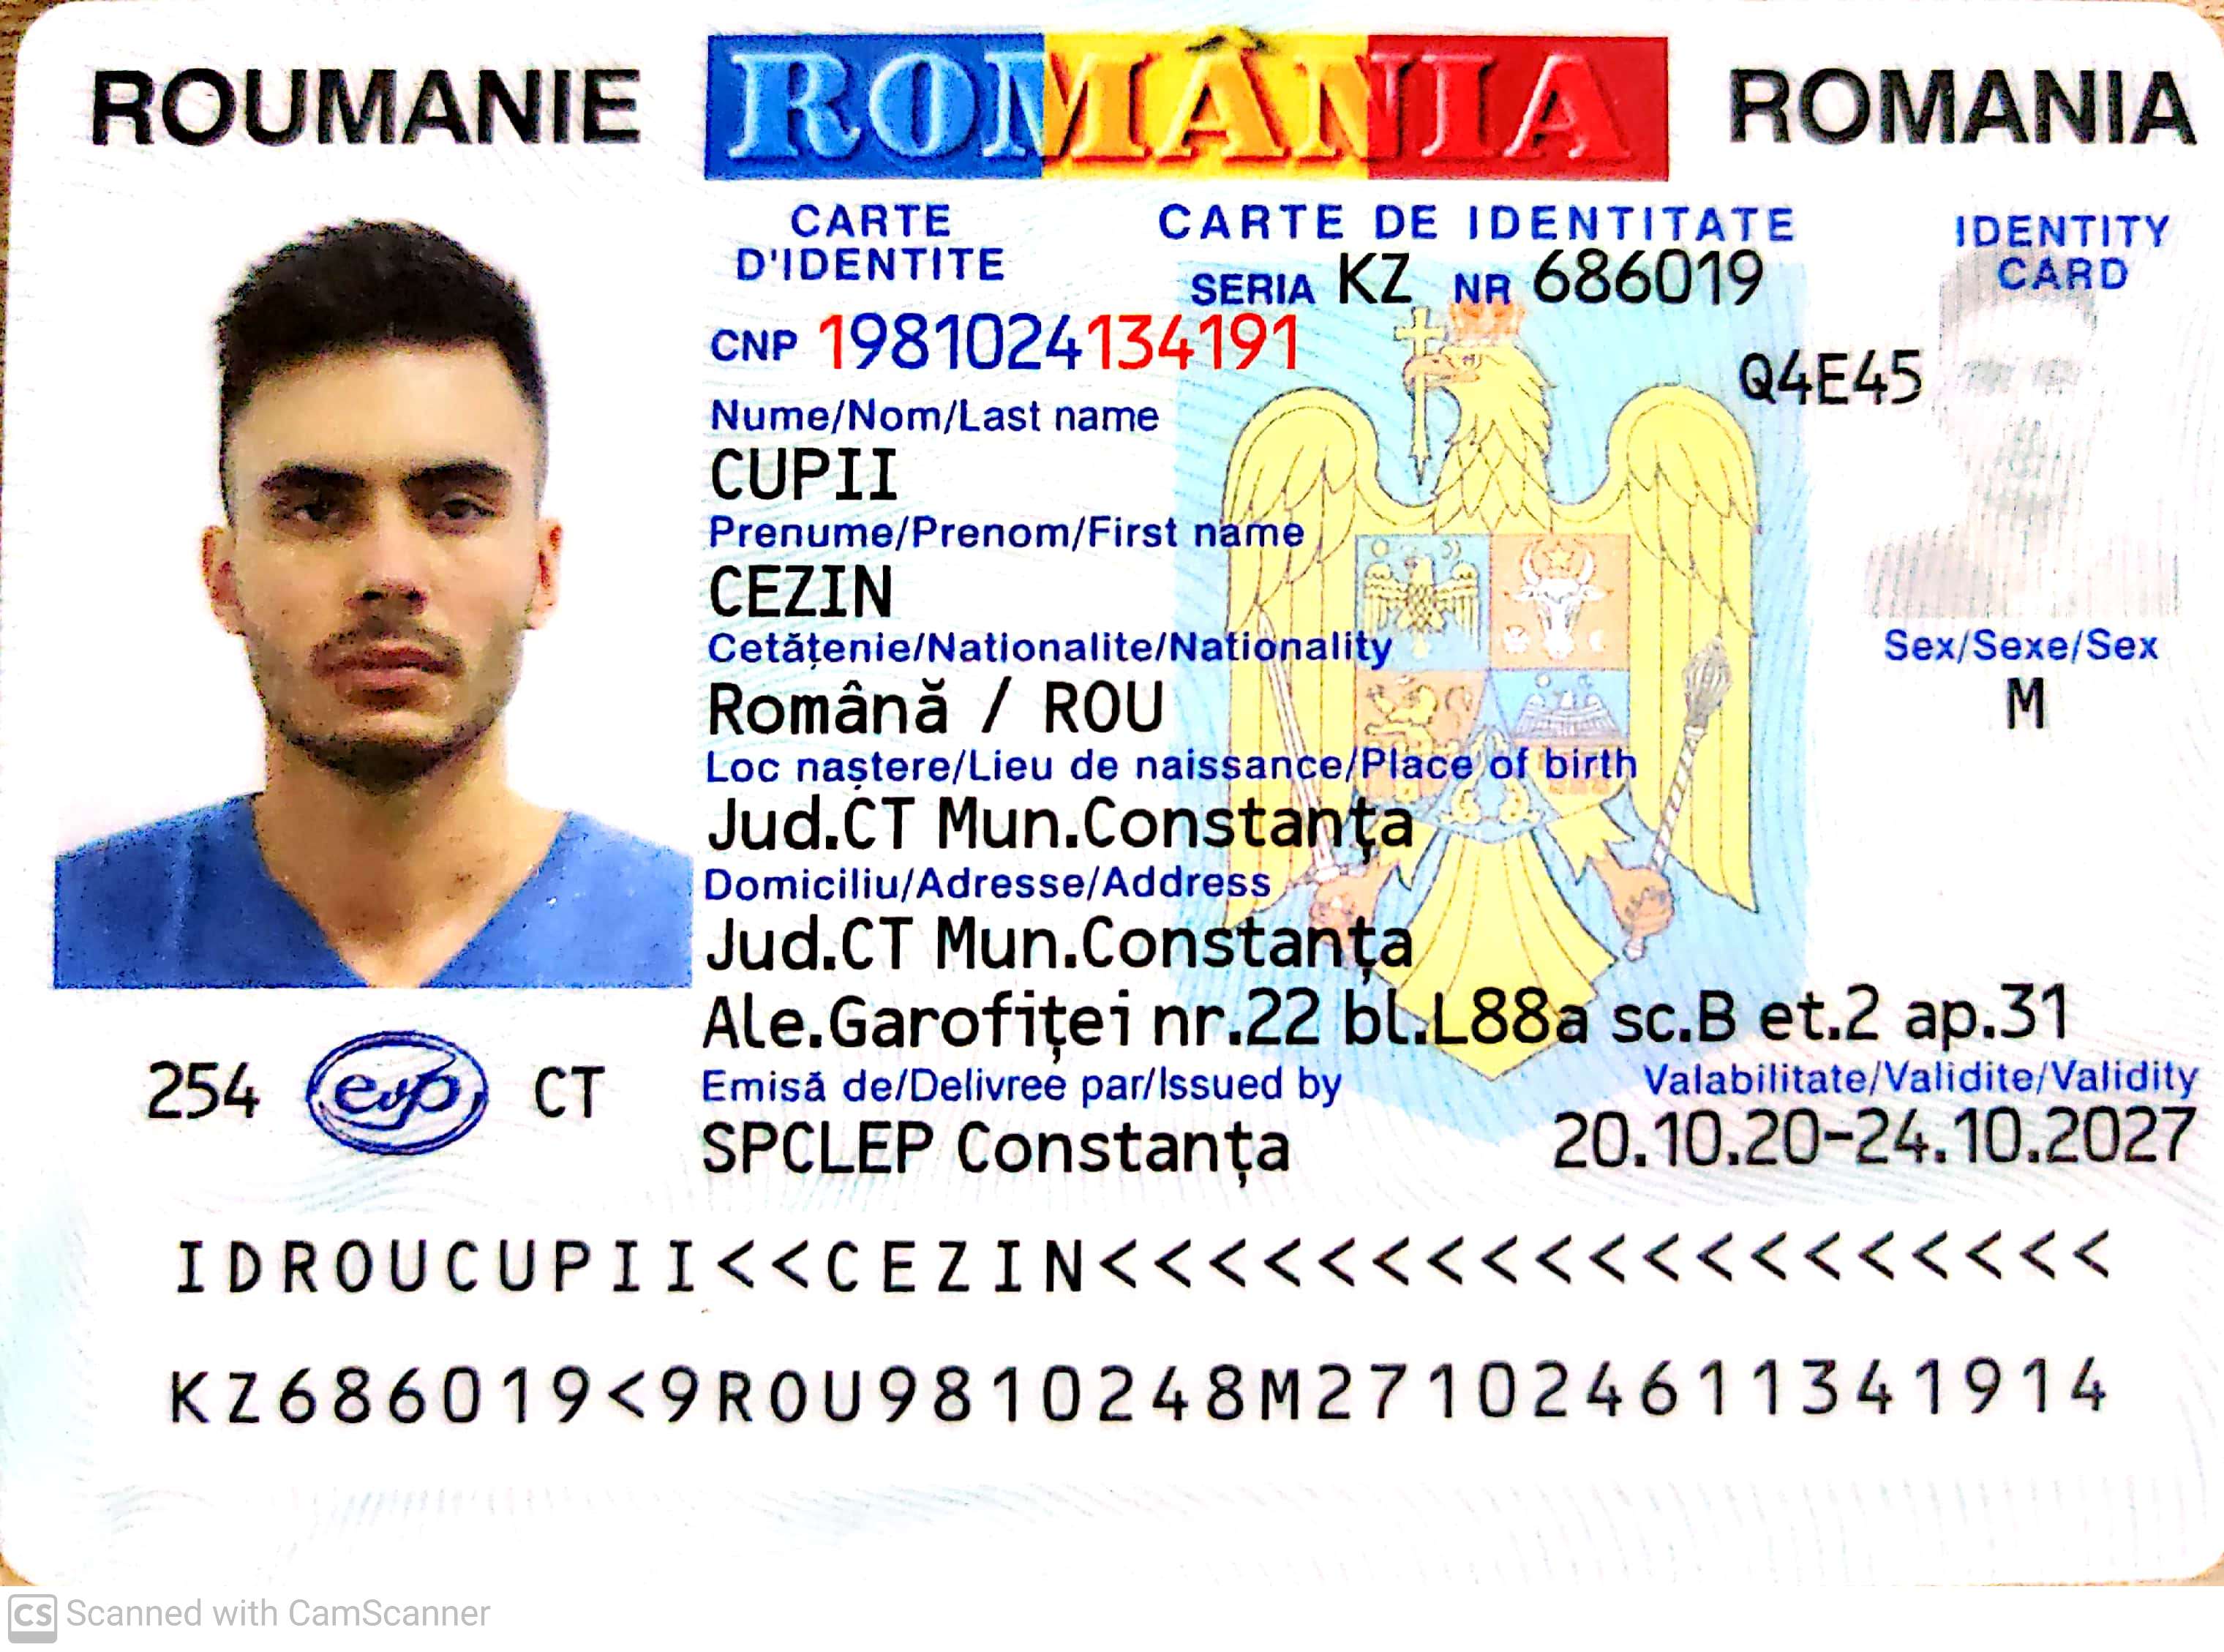 ROUMANIE ROMÂNIA ROMANIA
CARTE D'IDENTITE
CARTE DE IDENTITATE
IDENTITY CARD
SERIA KZ NR 686019
CNP 1981024134191
Q4E45
Nume/Nom/Last name
CUPII
Prenume/Prenom/First name
CEZIN
Cetățenie/Nationalite/Nationality
Română / ROU
Sex/Sexe/Sex
M
Loc naștere/Lieu de naissance/Place of birth
Jud.CT Mun.Constanța
Domiciliu/Adresse/Address
Jud.CT Mun.Constanța
Ale.Garofiței nr.22 bl.L88a sc.B et.2 ap.31
254 evp CT
Emisă de/Delivree par/Issued by
SPCLEP Constanța
Valabilitate/Validite/Validity
20.10.20-24.10.2027
IDROUCUPII<<CEZIN<<<<<<<<<<<<<<<<<<<
KZ686019<9ROU9810248M271024611341914
CS Scanned with CamScanner